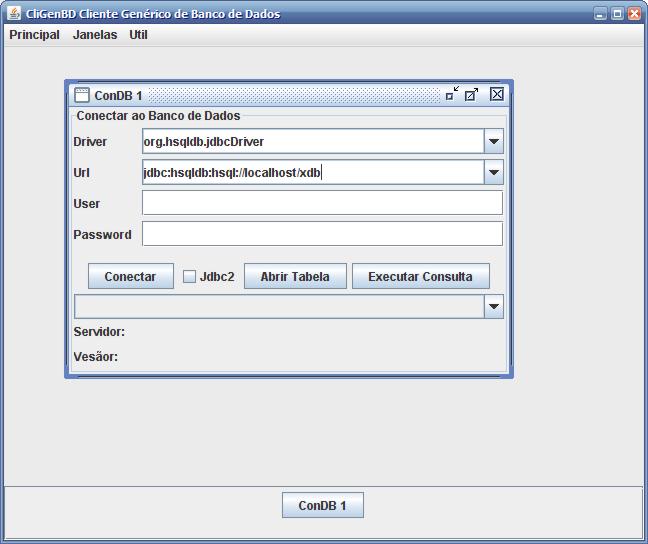 CliGenBD Cliente Genérico de Banco de Dados
Principal Janelas Util
ConDB 1
Conectar ao Banco de Dados
Driver org.hsqldb.jdbcDriver
Url jdbc:hsqldb:hsql://localhost/xdb
User
Password
Conectar Jdbc2 Abrir Tabela Executar Consulta
Servidor:
Vesãor:
ConDB 1